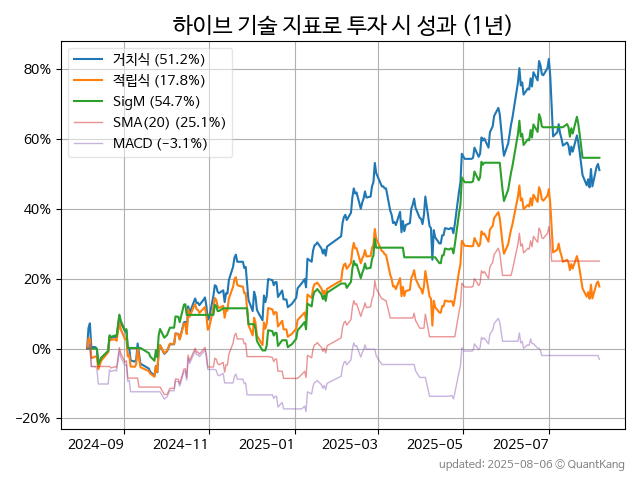 하이브 기술 지표로 투자 시 성과 (1년)
거치식 (51.2%)
적립식 (17.8%)
SigM (54.7%)
SMA(20) (25.1%)
MACD (−3.1%)
80%
60%
40%
20%
0%
−20%
2024-09
2024-11
2025-01
2025-03
2025-05
2025-07
updated: 2025-08-06 © QuantKang